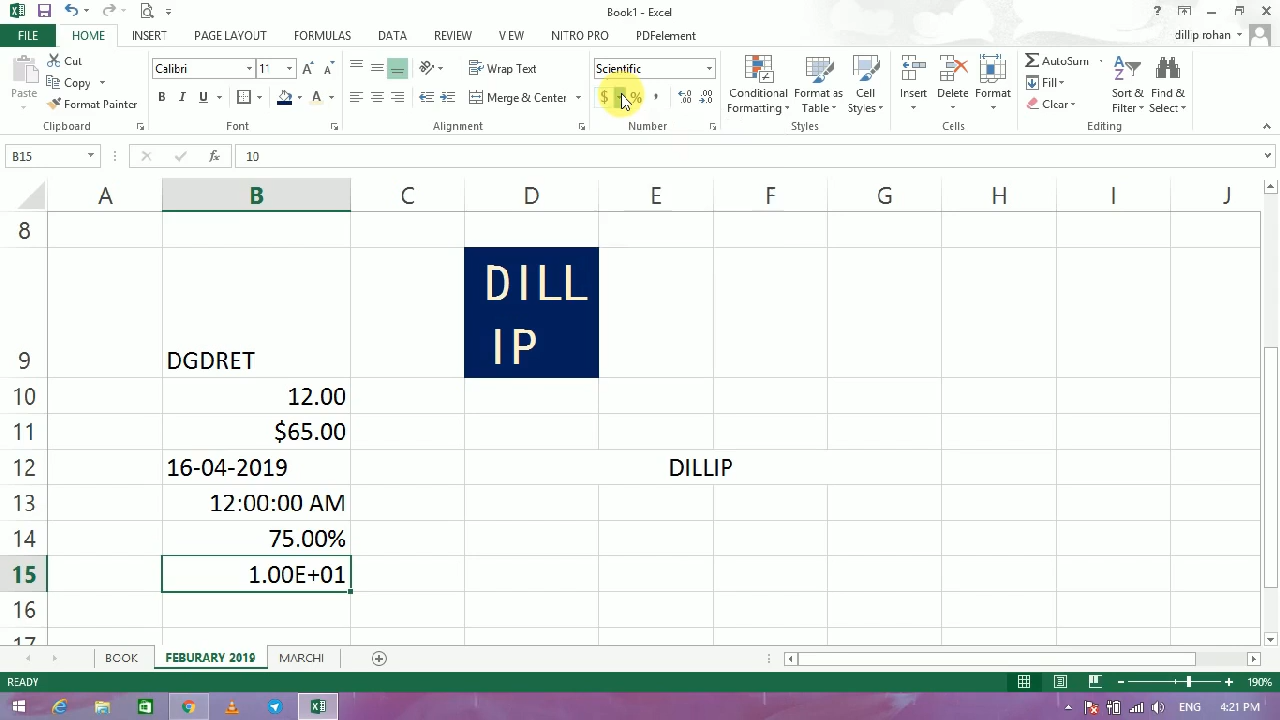 Book1 - Excel
?
FILE HOME INSERT PAGE LAYOUT FORMULAS DATA REVIEW VIEW NITRO PRO PDFelement dillip rohan
Paste Cut Copy Format Painter
Clipboard
Calibri 11
B I U A
Font
Wrap Text
Merge & Center
Alignment
Scientific
$ % ,
Number
Conditional Formatting Format as Table Cell Styles
Styles
Insert Delete Format
Cells
AutoSum
Fill
Clear
Sort & Filter Find & Select
Editing
B15 fx 10
A B C D E F G H I J
8
9 DGDRET DILL
IP
10 12.00
11 $65.00
12 16-04-2019 DILLIP
13 12:00:00 AM
14 75.00%
15 1.00E+01
16
17
BOOK FEBURARY 2019 MARCHI
READY 190%
ENG 4:21 PM